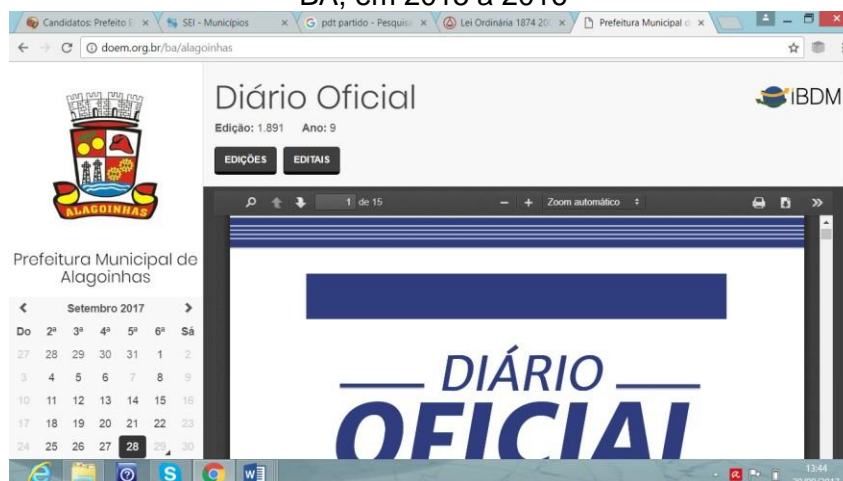 BA, em 2013 a 2016
Candidatos: Prefeito E
SEI - Municípios
pdt partido - Pesquis
Lei Ordinária 1874 20
Prefeitura Municipal d
doem.org.br/ba/alagoinhas
ALAGOINHAS
Prefeitura Municipal de
Alagoinhas
Setembro 2017
Do 2ª 3ª 4ª 5ª 6ª Sá
27 28 29 30 31 1 2
3 4 5 6 7 8 9
10 11 12 13 14 15 16
17 18 19 20 21 22 23
24 25 26 27 28 29 30
Diário Oficial
Edição: 1.891 Ano: 9
EDIÇÕES EDITAIS
iBDM
1 de 15
Zoom automático
DIÁRIO
OFICIAL
13:44